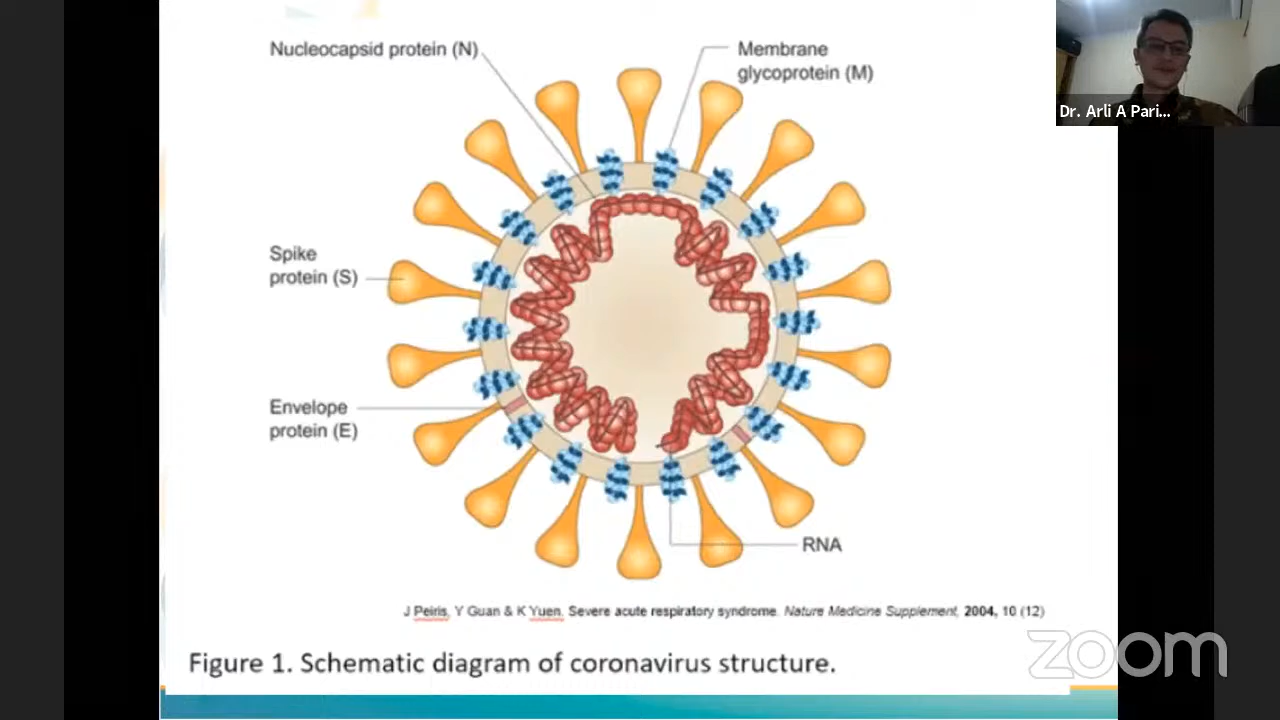 Nucleocapsid protein (N)
Membrane
glycoprotein (M)
Dr. Arli A Pari...
Spike
protein (S)
Envelope
protein (E)
RNA
J Peiris, Y Guan & K Yuen. Severe acute respiratory syndrome. Nature Medicine Supplement, 2004, 10 (12)
zoom
Figure 1. Schematic diagram of coronavirus structure.